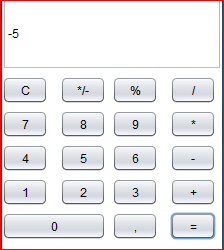 -5
C */- % /
7 8 9 *
4 5 6 -
1 2 3 +
0 , =